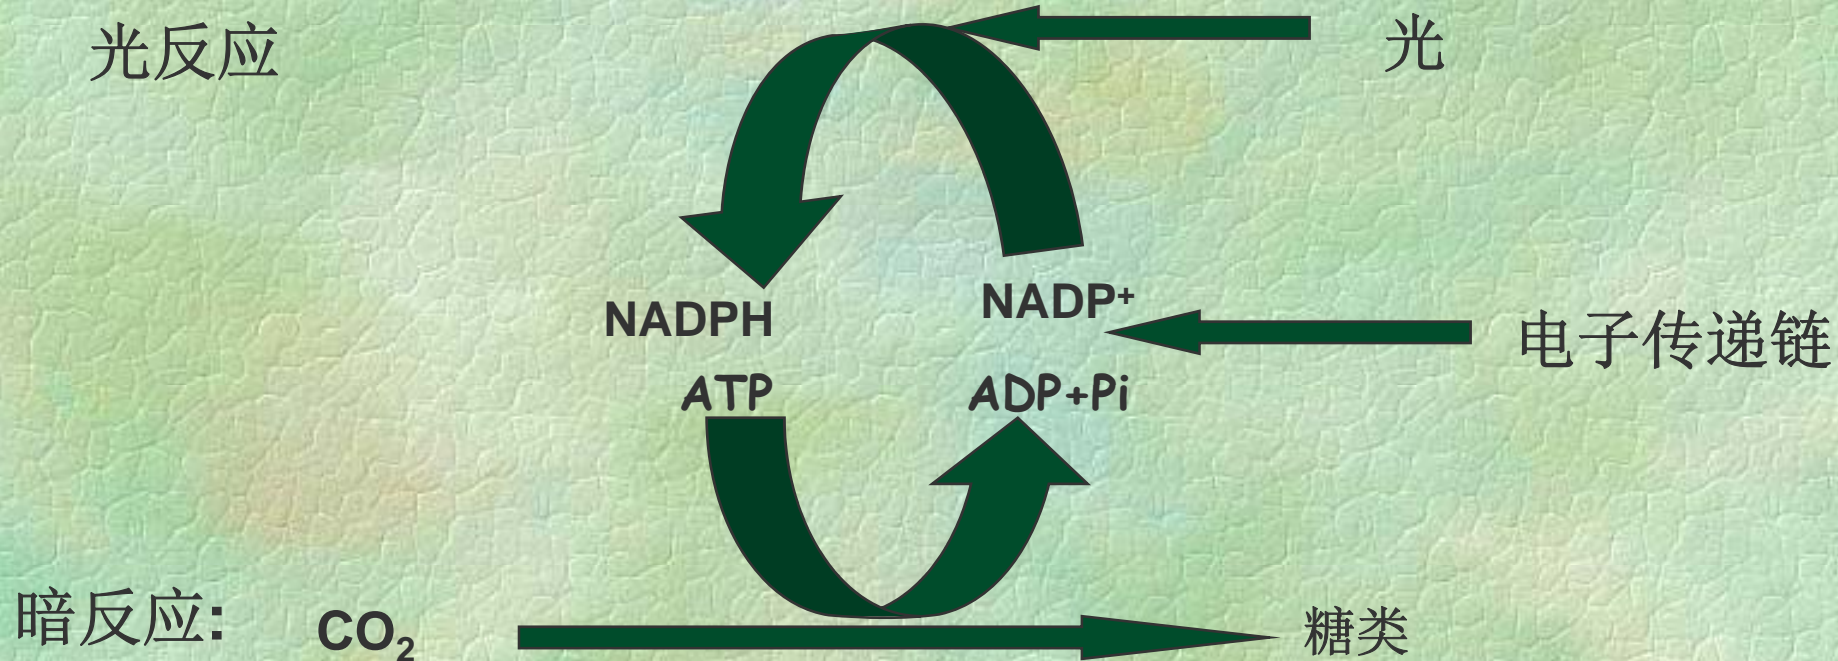 光反应
光
NADPH
NADP⁺
电子传递链
ATP
ADP+Pi
暗反应:
CO₂
糖类